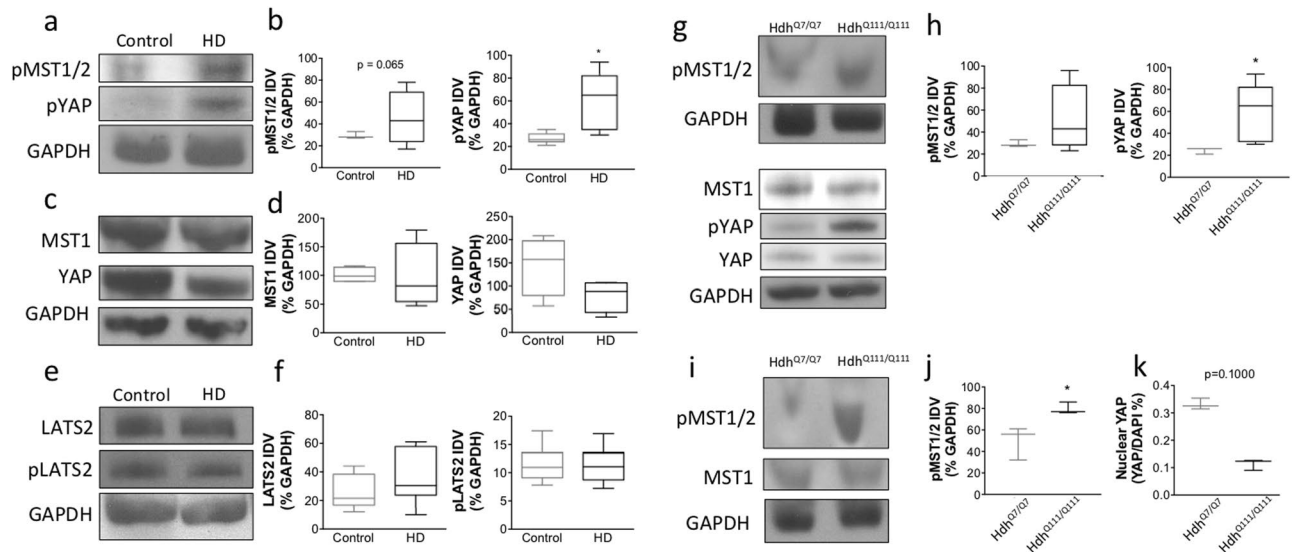 a
Control HD
pMST1/2
pYAP
GAPDH
b
pMST1/2 IDV
(% GAPDH)
100
80
60
40
20
0
p = 0.065
Control HD
pYAP IDV
(% GAPDH)
100
80
60
40
20
0
*
Control HD
c
MST1
YAP
GAPDH
d
MST1 IDV
(% GAPDH)
200
150
100
50
0
Control HD
YAP IDV
(% GAPDH)
250
200
150
100
50
0
Control HD
e
Control HD
LATS2
pLATS2
GAPDH
f
LATS2 IDV
(% GAPDH)
80
60
40
20
0
Control HD
pLATS2 IDV
(% GAPDH)
20
15
10
5
0
Control HD
g
Hdh^Q7/Q7 Hdh^Q111/Q111
pMST1/2
GAPDH
MST1
pYAP
YAP
GAPDH
h
pMST1/2 IDV
(% GAPDH)
100
80
60
40
20
0
Hdh^Q7/Q7
Hdh^Q111/Q111
pYAP IDV
(% GAPDH)
100
80
60
40
20
0
*
Hdh^Q7/Q7
Hdh^Q111/Q111
i
Hdh^Q7/Q7 Hdh^Q111/Q111
pMST1/2
MST1
GAPDH
j
pMST1/2 IDV
(% GAPDH)
100
80
60
40
20
0
*
Hdh^Q7/Q7
Hdh^Q111/Q111
k
p=0.1000
Nuclear YAP
(YAP/DAPI %)
0.4
0.3
0.2
0.1
0.0
Hdh^Q7/Q7
Hdh^Q111/Q111